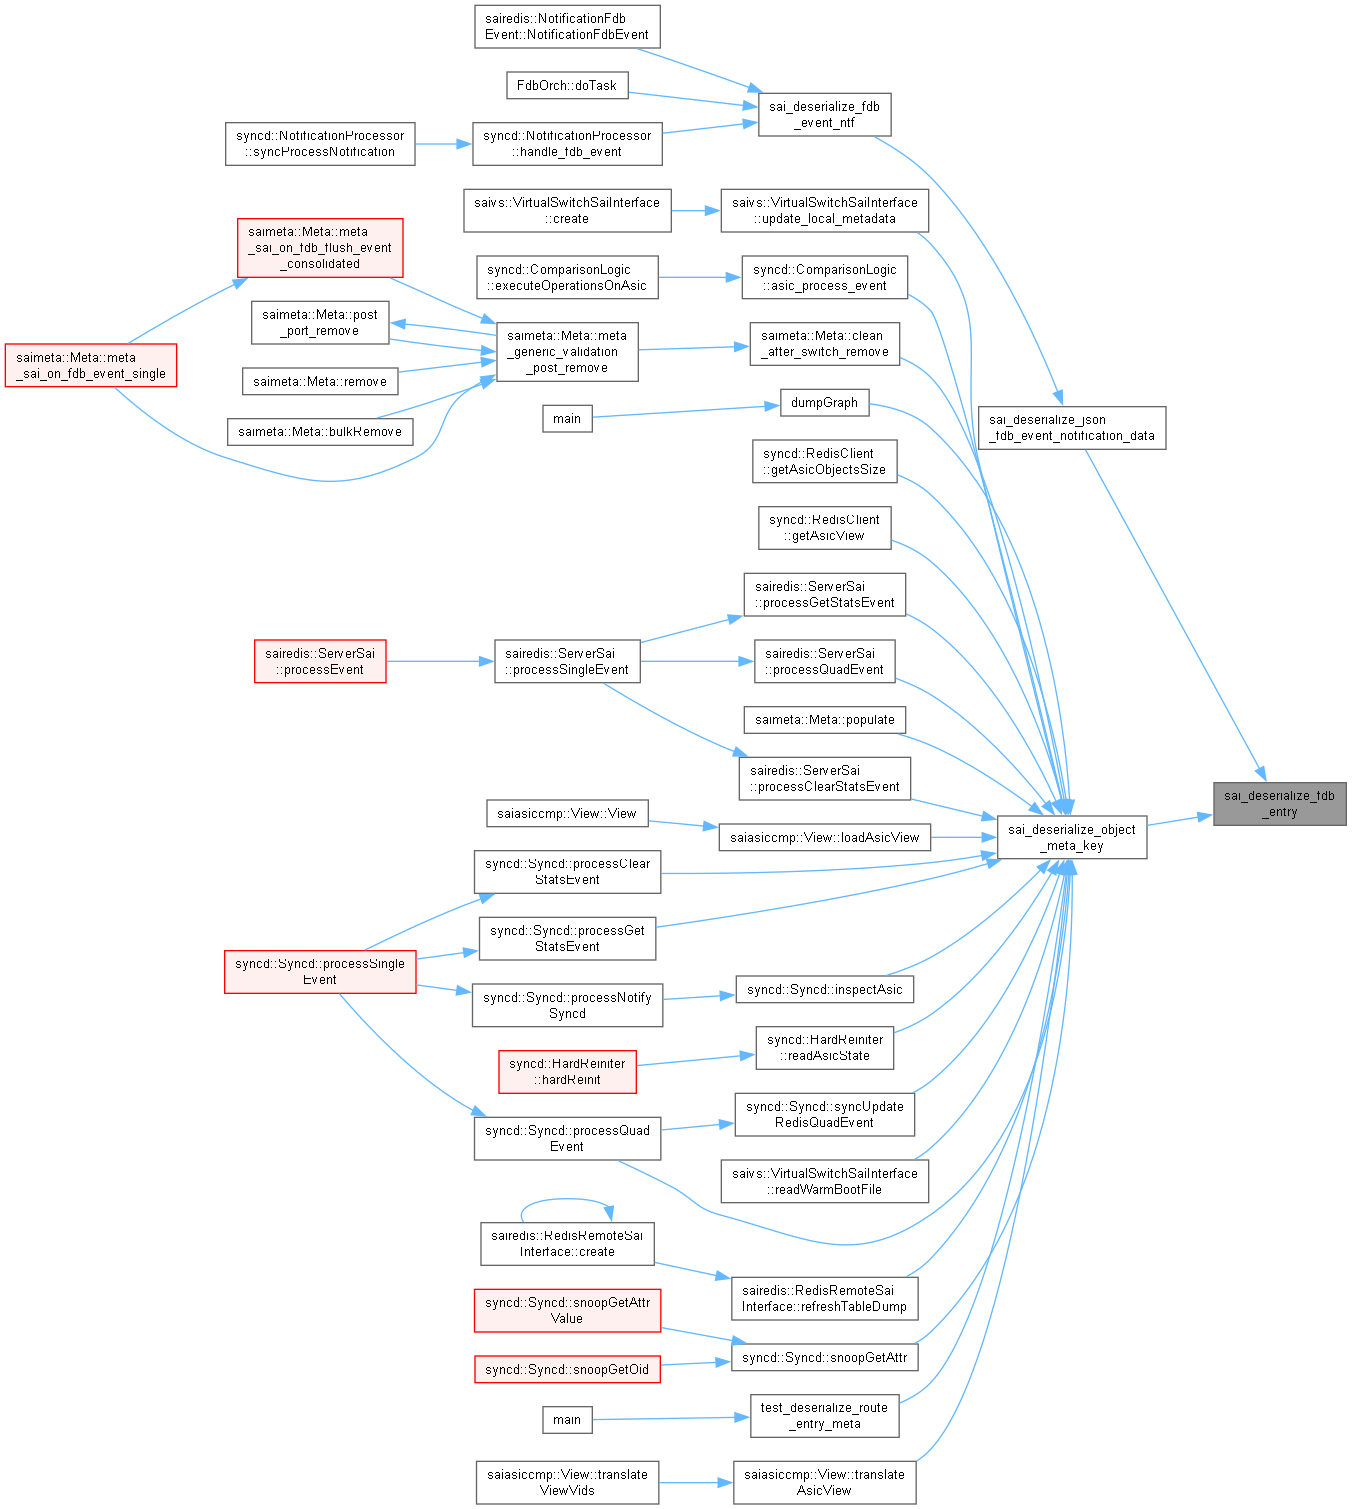 sairedis::NotificationFdb
Event::NotificationFdbEvent
FdbOrch::doTask
sai_deserialize_fdb
_event_ntf
syncd::NotificationProcessor
::syncProcessNotification
syncd::NotificationProcessor
::handle_fdb_event
saivs::VirtualSwitchSaiInterface
::create
saivs::VirtualSwitchSaiInterface
::update_local_metadata
saimeta::Meta::meta
_sai_on_fdb_flush_event
_consolidated
syncd::ComparisonLogic
::executeOperationsOnAsic
syncd::ComparisonLogic
::asic_process_event
saimeta::Meta::post
_port_remove
saimeta::Meta::meta
_generic_validation
_post_remove
saimeta::Meta::clean
_after_switch_remove
saimeta::Meta::meta
_sai_on_fdb_event_single
saimeta::Meta::remove
saimeta::Meta::bulkRemove
main
dumpGraph
sai_deserialize_json
_fdb_event_notification_data
syncd::RedisClient
::getAsicObjectsSize
syncd::RedisClient
::getAsicView
sairedis::ServerSai
::processGetStatsEvent
sairedis::ServerSai
::processEvent
sairedis::ServerSai
::processSingleEvent
sairedis::ServerSai
::processQuadEvent
saimeta::Meta::populate
sairedis::ServerSai
::processClearStatsEvent
sai_deserialize_fdb
_entry
saiasiccmp::View::View
saiasiccmp::View::loadAsicView
sai_deserialize_object
_meta_key
syncd::Syncd::processClear
StatsEvent
syncd::Syncd::processGet
StatsEvent
syncd::Syncd::processSingle
Event
syncd::Syncd::processNotify
Syncd
syncd::Syncd::inspectAsic
syncd::HardReiniter
::hardReinit
syncd::HardReiniter
::readAsicState
syncd::Syncd::processQuad
Event
syncd::Syncd::syncUpdate
RedisQuadEvent
saivs::VirtualSwitchSaiInterface
::readWarmBootFile
sairedis::RedisRemoteSai
Interface::create
sairedis::RedisRemoteSai
Interface::refreshTableDump
syncd::Syncd::snoopGetAttr
Value
syncd::Syncd::snoopGetOid
syncd::Syncd::snoopGetAttr
main
test_deserialize_route
_entry_meta
saiasiccmp::View::translate
ViewVids
saiasiccmp::View::translate
AsicView